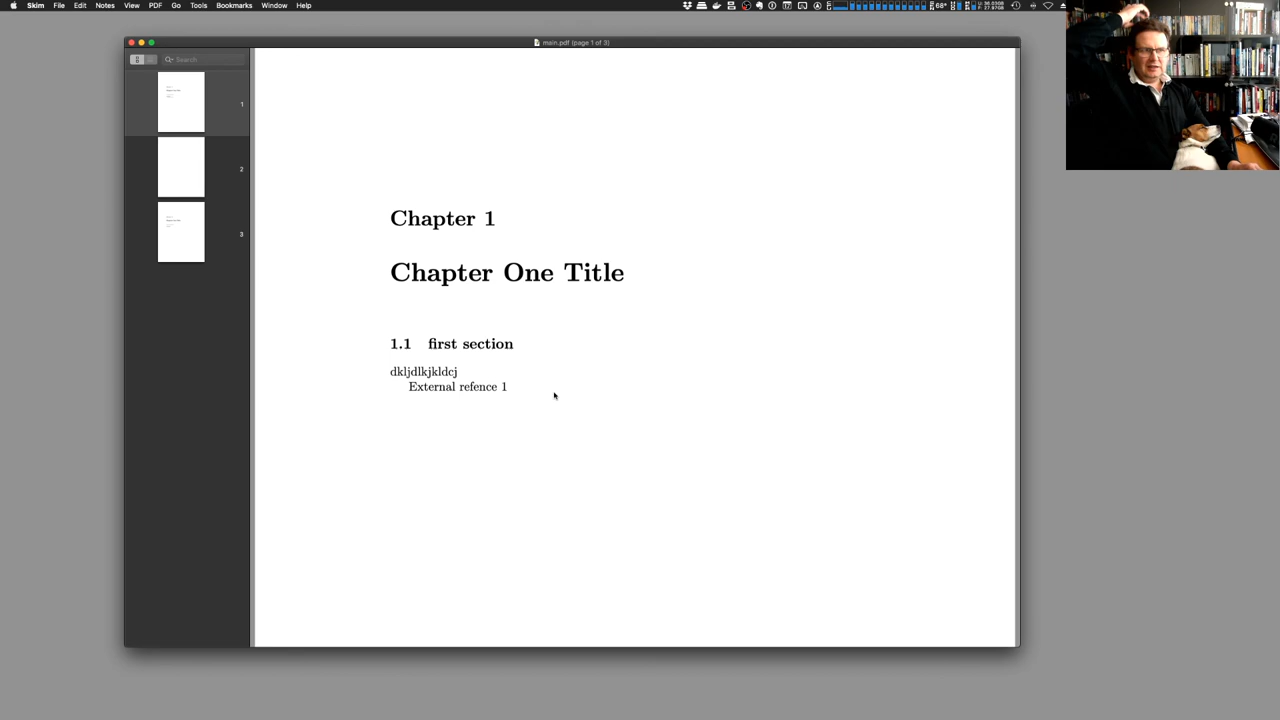 Skim File Edit Notes View PDF Go Tools Bookmarks Window Help
68°
main.pdf (page 1 of 3)
Search
1
2
3
Chapter 1
Chapter One Title
1.1 first section
dkljdlkjkldcj
External refence 1